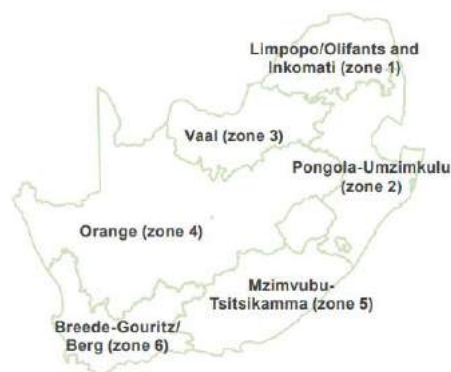 Limpopo/Olifants and
Inkomati (zone 1)
Vaal (zone 3)
Pongola-Umzimkulu
(zone 2)
Orange (zone 4)
Mzimvubu-
Tsitsikamma (zone 5)
Breede-Gouritz/
Berg (zone 6)